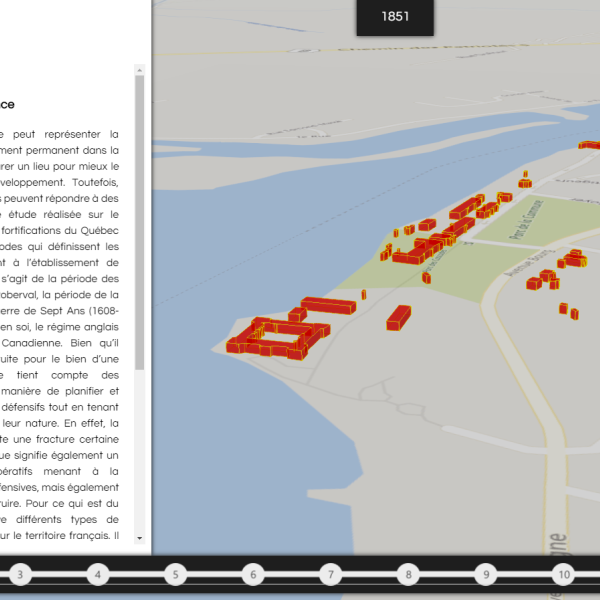 1851
nce
e peut représenter la
ment permanent dans la
rer un lieu pour mieux le
veloppement. Toutefois,
s peuvent répondre à des
e étude réalisée sur le
fortifications du Québec
odes qui définissent les
nt à l'établissement de
s'agit de la période des
oberval, la période de la
erre de Sept Ans (1608-
en soi, le régime anglais
Canadienne. Bien qu'il
uite pour le bien d'une
e tient compte des
manière de planifier et
défensifs tout en tenant
leur nature. En effet, la
te une fracture certaine
ue signifie également un
pératifs menant à la
fensives, mais également
ruire. Pour ce qui est du
ve différents types de
ur le territoire français. Il
Parc de la Commune
Avenue Bourg
gne
3 4 5 6 7 8 9 10